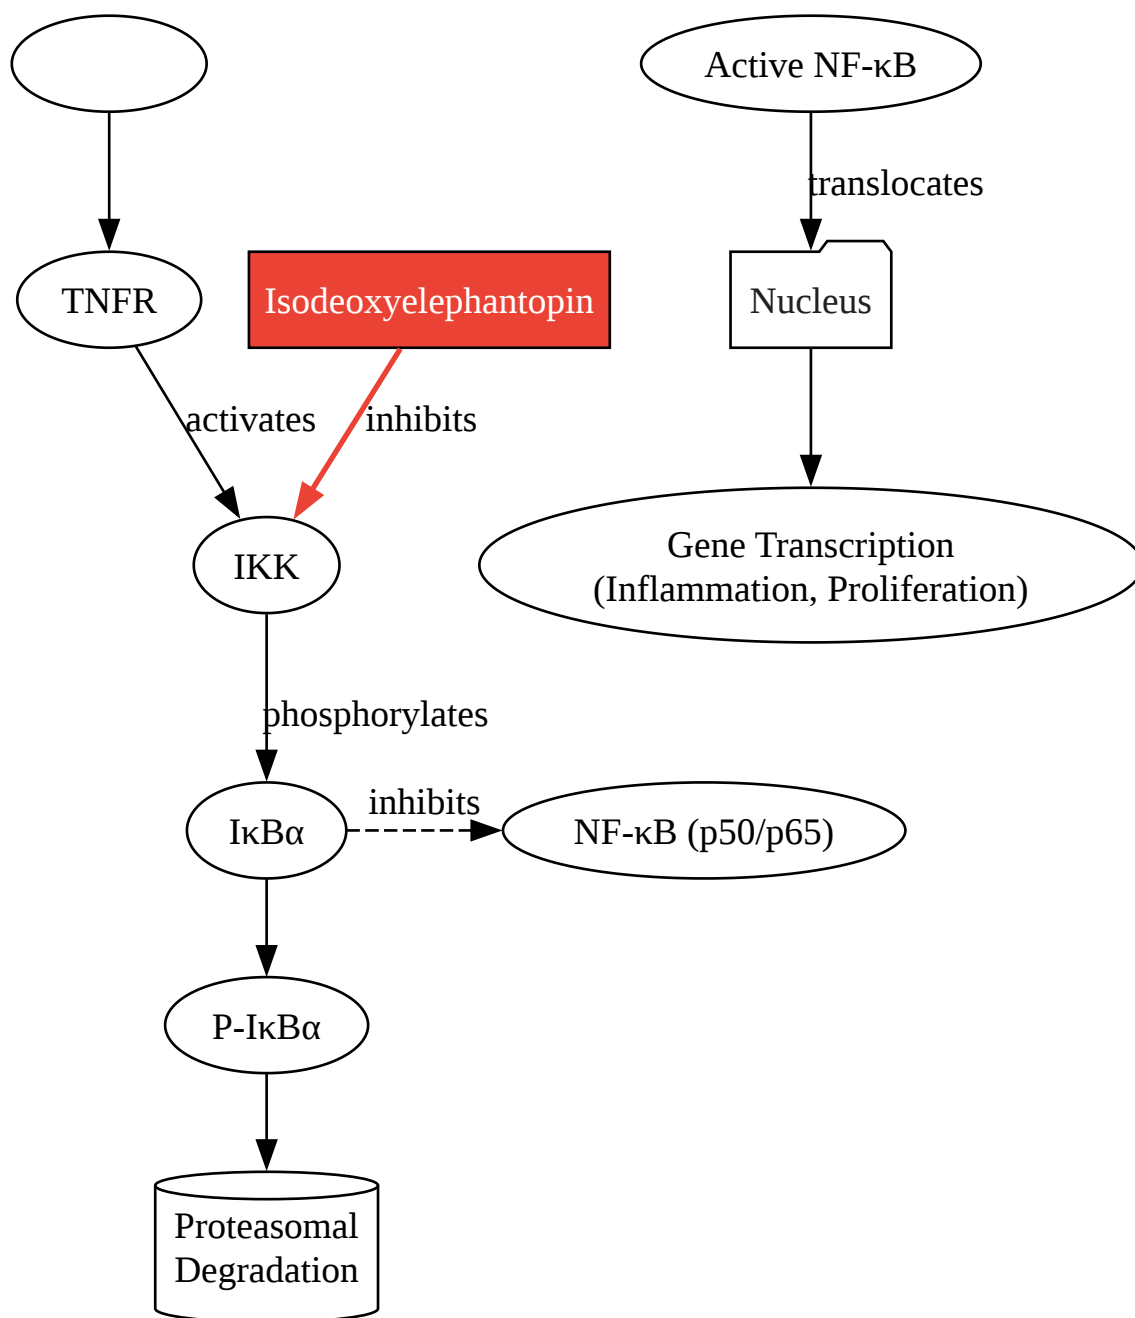 Active NF-κB
translocates
TNFR
Isodeoxyelephantopin
Nucleus
activates
inhibits
IKK
Gene Transcription
(Inflammation, Proliferation)
phosphorylates
inhibits
IκBα
NF-κB (p50/p65)
P-IκBα
Proteasomal
Degradation